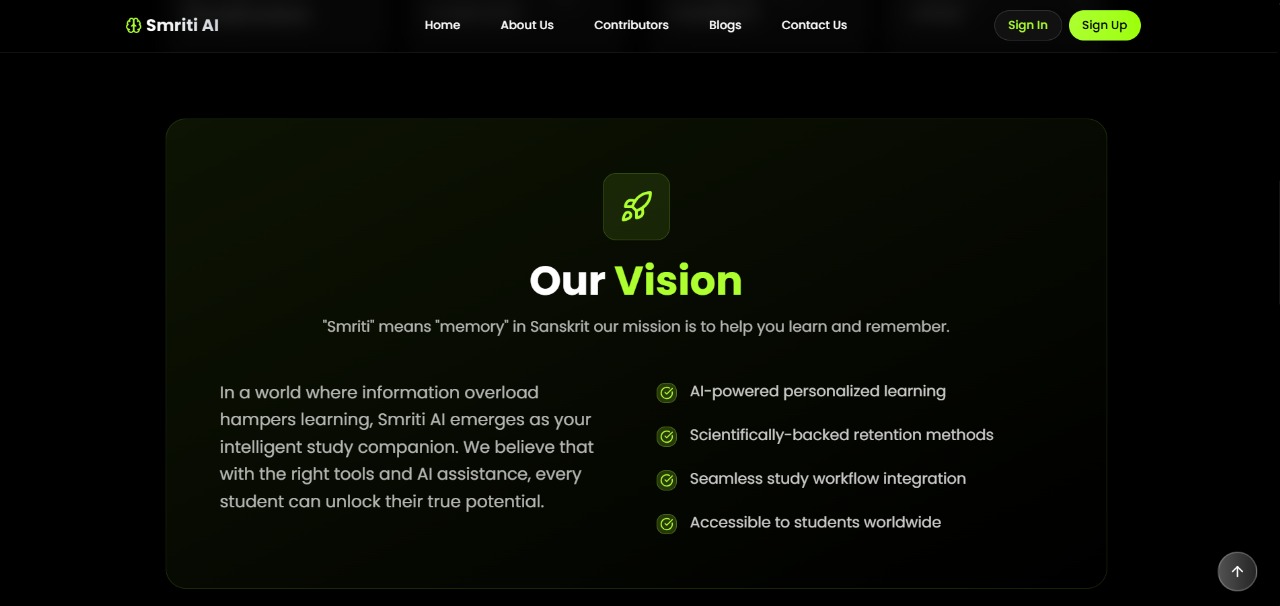 Smriti AI
Home
About Us
Contributors
Blogs
Contact Us
Sign In
Sign Up
Our Vision
"Smriti" means "memory" in Sanskrit our mission is to help you learn and remember.
In a world where information overload
hampers learning, Smriti AI emerges as your
intelligent study companion. We believe that
with the right tools and AI assistance, every
student can unlock their true potential.
AI-powered personalized learning
Scientifically-backed retention methods
Seamless study workflow integration
Accessible to students worldwide